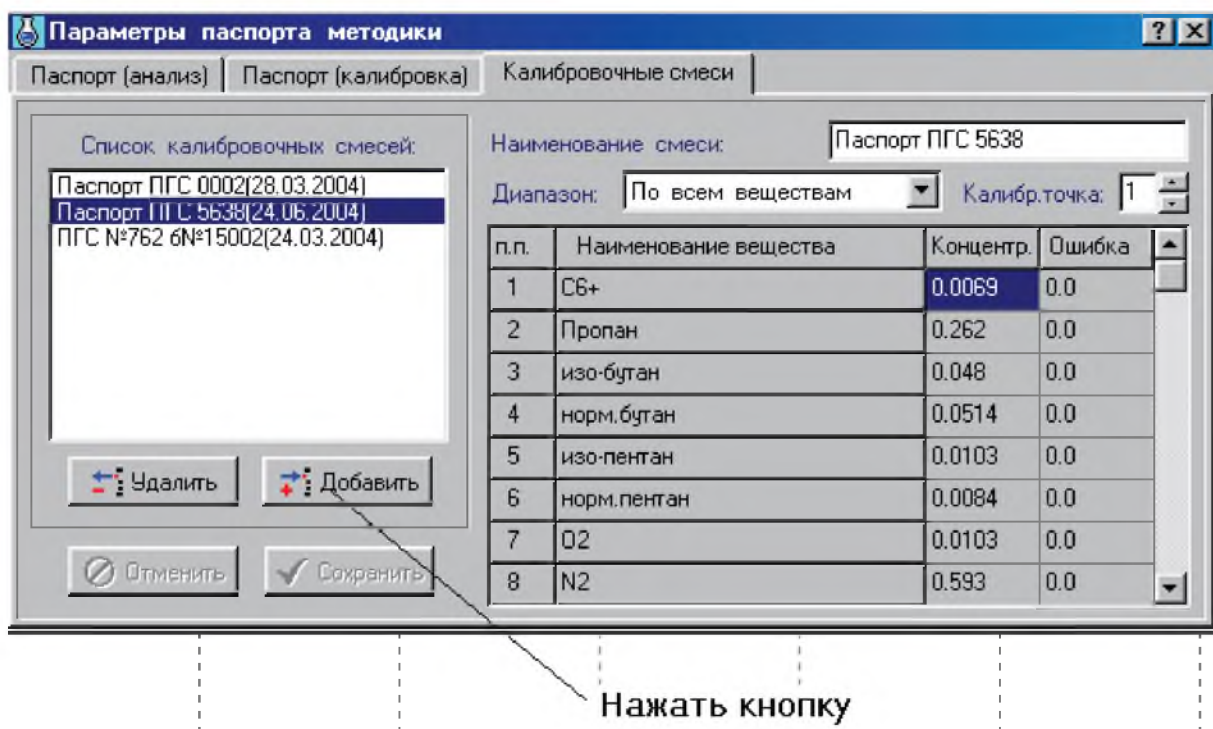 Параметры паспорта методики
Паспорт (анализ) Паспорт (калибровка) Калибровочные смеси
Список калибровочных смесей:
Паспорт ПГС 0002(28.03.2004)
Паспорт ПГС 5638(24.06.2004)
ПГС №762 б№15002(24.03.2004)
Удалить Добавить
Отменить Сохранить
Наименование смеси: Паспорт ПГС 5638
Диапазон: По всем веществам Калибр.точка: 1
п.п. Наименование вещества Концентр. Ошибка
1 С6+ 0.0069 0.0
2 Пропан 0.262 0.0
3 изо-бутан 0.048 0.0
4 норм.бутан 0.0514 0.0
5 изо-пентан 0.0103 0.0
6 норм.пентан 0.0084 0.0
7 O2 0.0103 0.0
8 N2 0.593 0.0
Нажать кнопку